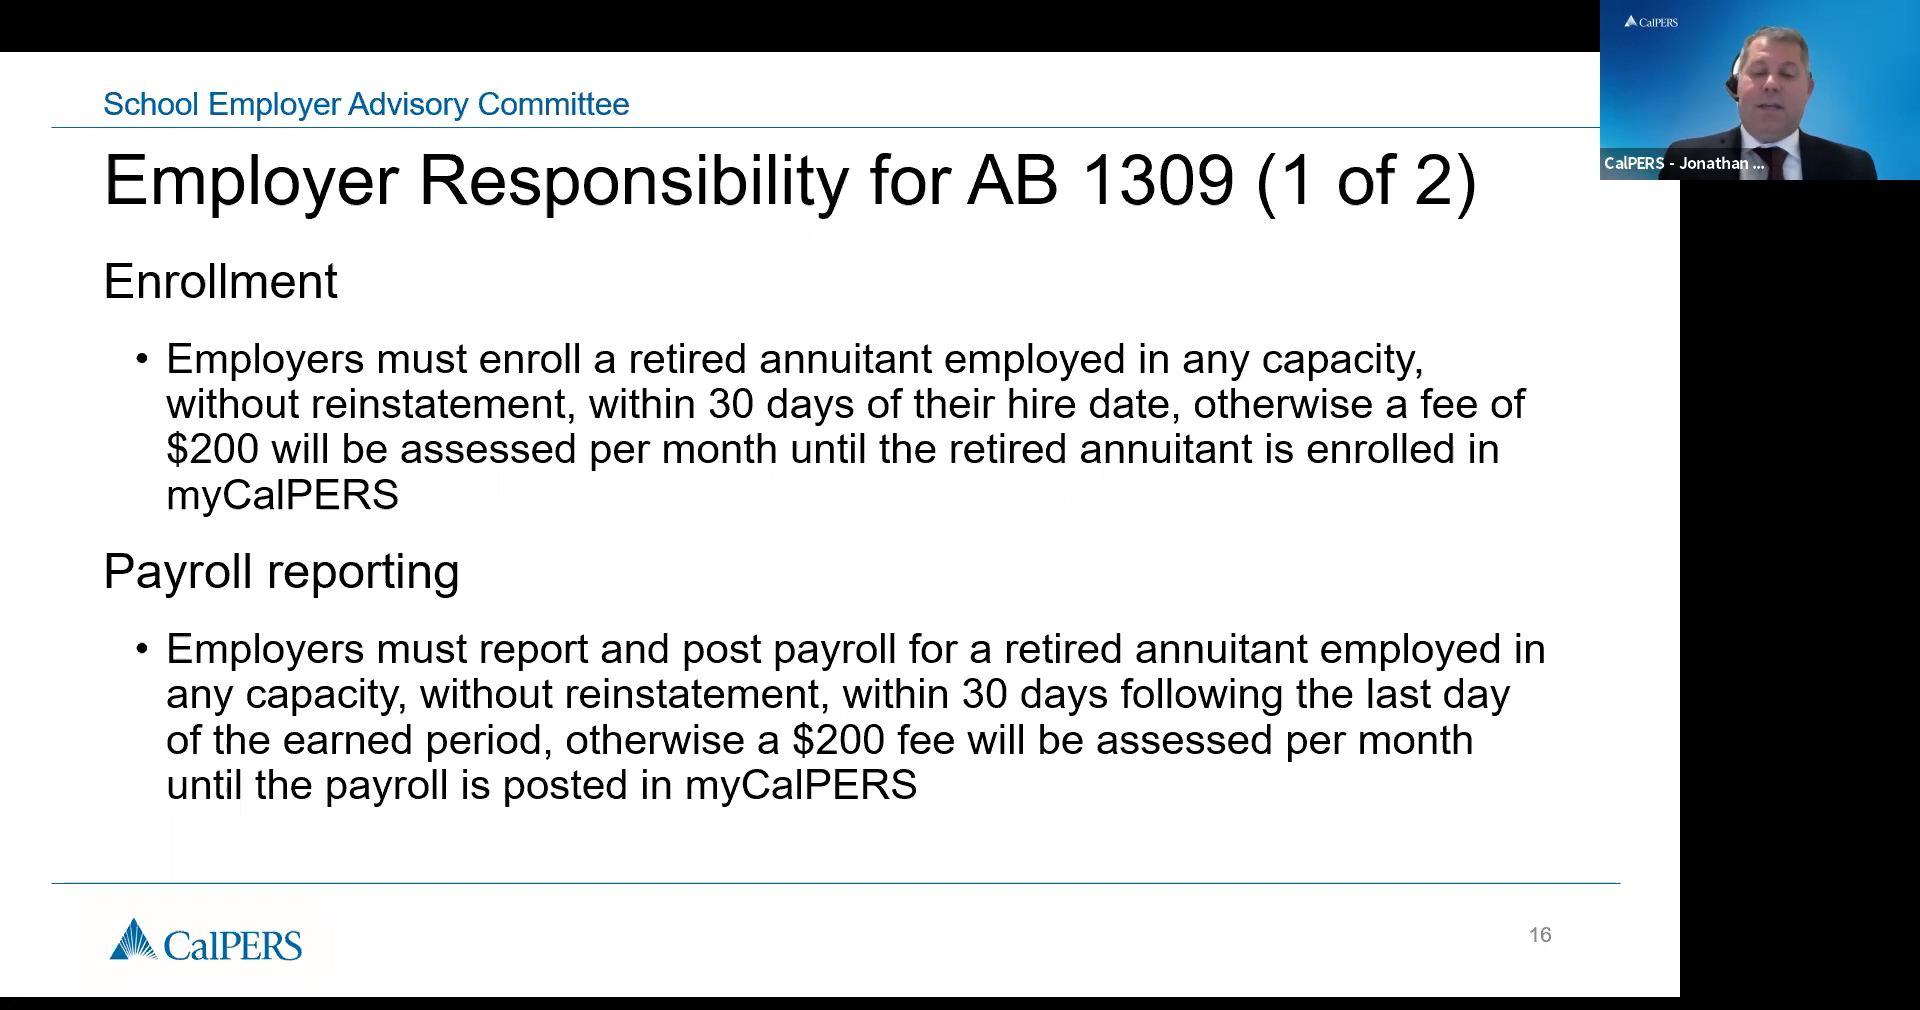 School Employer Advisory Committee
Employer Responsibility for AB 1309 (1 of 2)
Enrollment
• Employers must enroll a retired annuitant employed in any capacity,
without reinstatement, within 30 days of their hire date, otherwise a fee of
$200 will be assessed per month until the retired annuitant is enrolled in
myCalPERS
Payroll reporting
• Employers must report and post payroll for a retired annuitant employed in
any capacity, without reinstatement, within 30 days following the last day
of the earned period, otherwise a $200 fee will be assessed per month
until the payroll is posted in myCalPERS
CalPERS
16
CalPERS
CalPERS - Jonathan ...